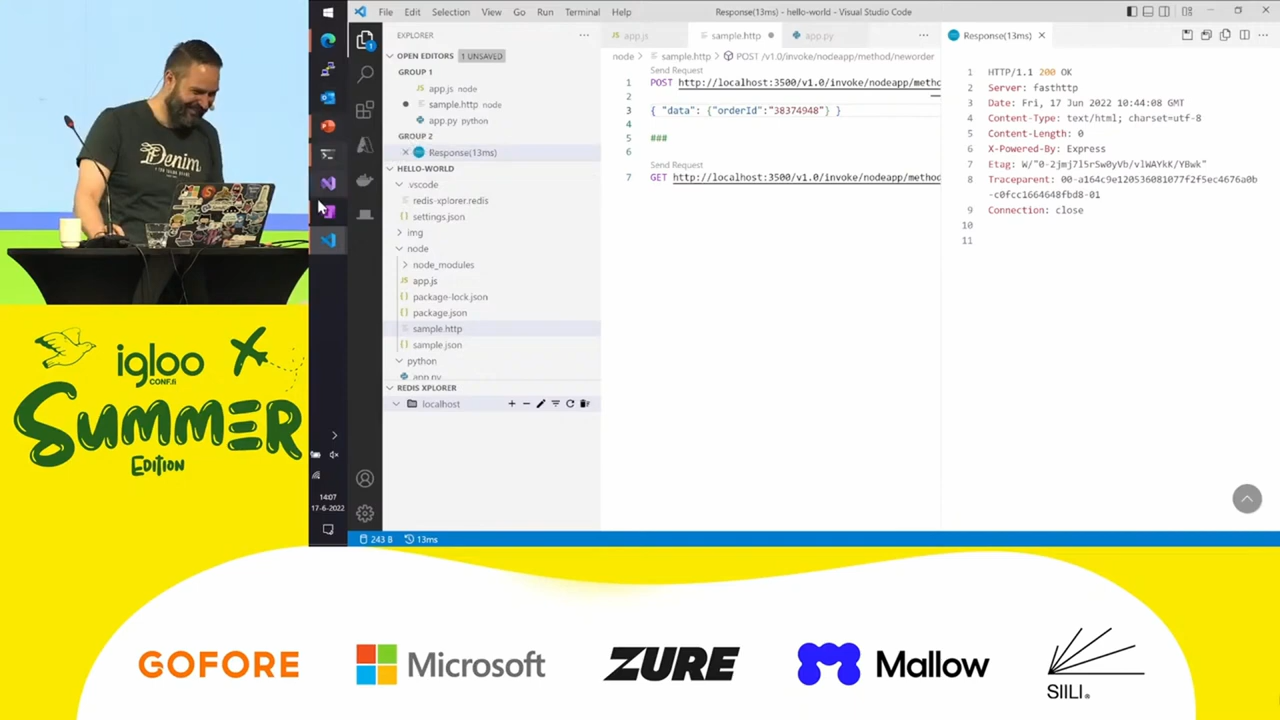 File Edit Selection View Go Run Terminal Help
Response(13ms) - hello-world - Visual Studio Code
EXPLORER
OPEN EDITORS 1 UNSAVED
GROUP 1
app.js node
sample.http node
app.py python
GROUP 2
Response(13ms)
HELLO-WORLD
.vscode
redis-xplorer.redis
settings.json
img
node
node_modules
JS app.js
package-lock.json
package.json
sample.http
sample.json
python
app.py
REDIS XPLORER
localhost
app.js
sample.http
app.py
node > sample.http > POST /v1.0/invoke/nodeapp/method/neworder
Send Request
1 POST http://localhost:3500/v1.0/invoke/nodeapp/metho
2
3 { "data": {"orderId":"38374948"} }
4
5 ###
6
Send Request
7 GET http://localhost:3500/v1.0/invoke/nodeapp/method
Response(13ms)
1 HTTP/1.1 200 OK
2 Server: fasthttp
3 Date: Fri, 17 Jun 2022 10:44:08 GMT
4 Content-Type: text/html; charset=utf-8
5 Content-Length: 0
6 X-Powered-By: Express
8 Traceparent: 00-a164c9e120536081077f2f5ec4676a0b
-c0fcc1664648fbd8-01
9 Connection: close
10
11
14:07
17-6-2022
243 B 13ms
Denim
igloo
CONF.fi
SUMMER
EDITION
GOFORE
Microsoft
ZURE
Mallow
SIILI